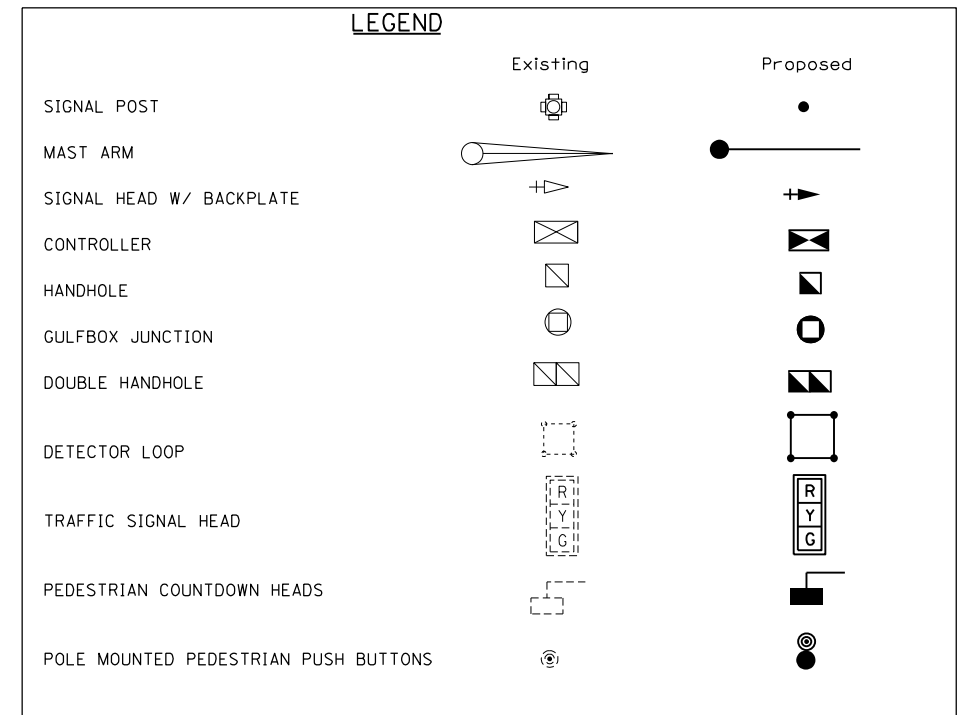 LEGEND
Existing Proposed
SIGNAL POST
MAST ARM
SIGNAL HEAD W/ BACKPLATE
CONTROLLER
HANDHOLE
GULFBOX JUNCTION
DOUBLE HANDHOLE
DETECTOR LOOP
R R
TRAFFIC SIGNAL HEAD Y Y
G G
PEDESTRIAN COUNTDOWN HEADS
POLE MOUNTED PEDESTRIAN PUSH BUTTONS